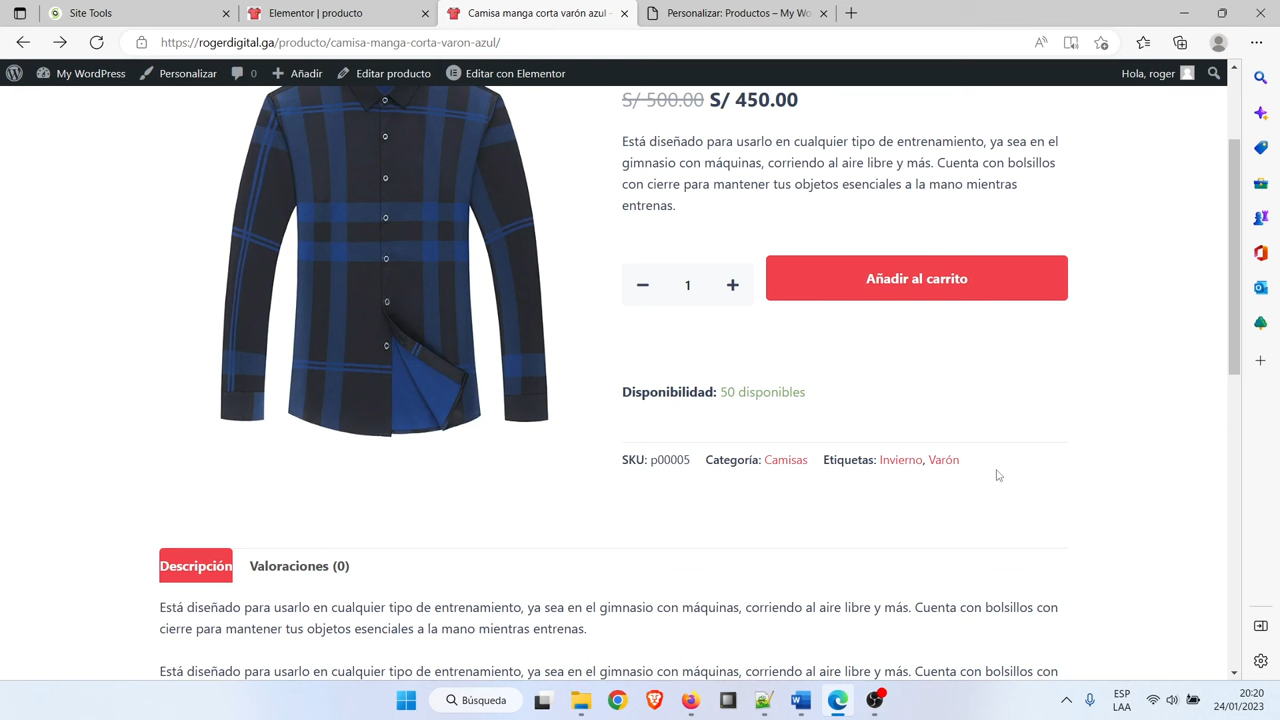 Site Tools
Elementor | producto
Camisa manga corta varón azul -
Personalizar: Productos – My Wo
https://rogerdigital.ga/producto/camisa-manga-corta-varon-azul/
My WordPress
Personalizar
0
Añadir
Editar producto
Editar con Elementor
Hola, roger
S/ 500.00 S/ 450.00
Está diseñado para usarlo en cualquier tipo de entrenamiento, ya sea en el
gimnasio con máquinas, corriendo al aire libre y más. Cuenta con bolsillos
con cierre para mantener tus objetos esenciales a la mano mientras
entrenas.
1
Añadir al carrito
Disponibilidad: 50 disponibles
SKU: p00005 Categoría: Camisas Etiquetas: Invierno, Varón
Descripción
Valoraciones (0)
Está diseñado para usarlo en cualquier tipo de entrenamiento, ya sea en el gimnasio con máquinas, corriendo al aire libre y más. Cuenta con bolsillos con
cierre para mantener tus objetos esenciales a la mano mientras entrenas.
Está diseñado para usarlo en cualquier tipo de entrenamiento, ya sea en el gimnasio con máquinas, corriendo al aire libre y más. Cuenta con bolsillos con
Búsqueda
ESP
LAA
20:20
24/01/2023